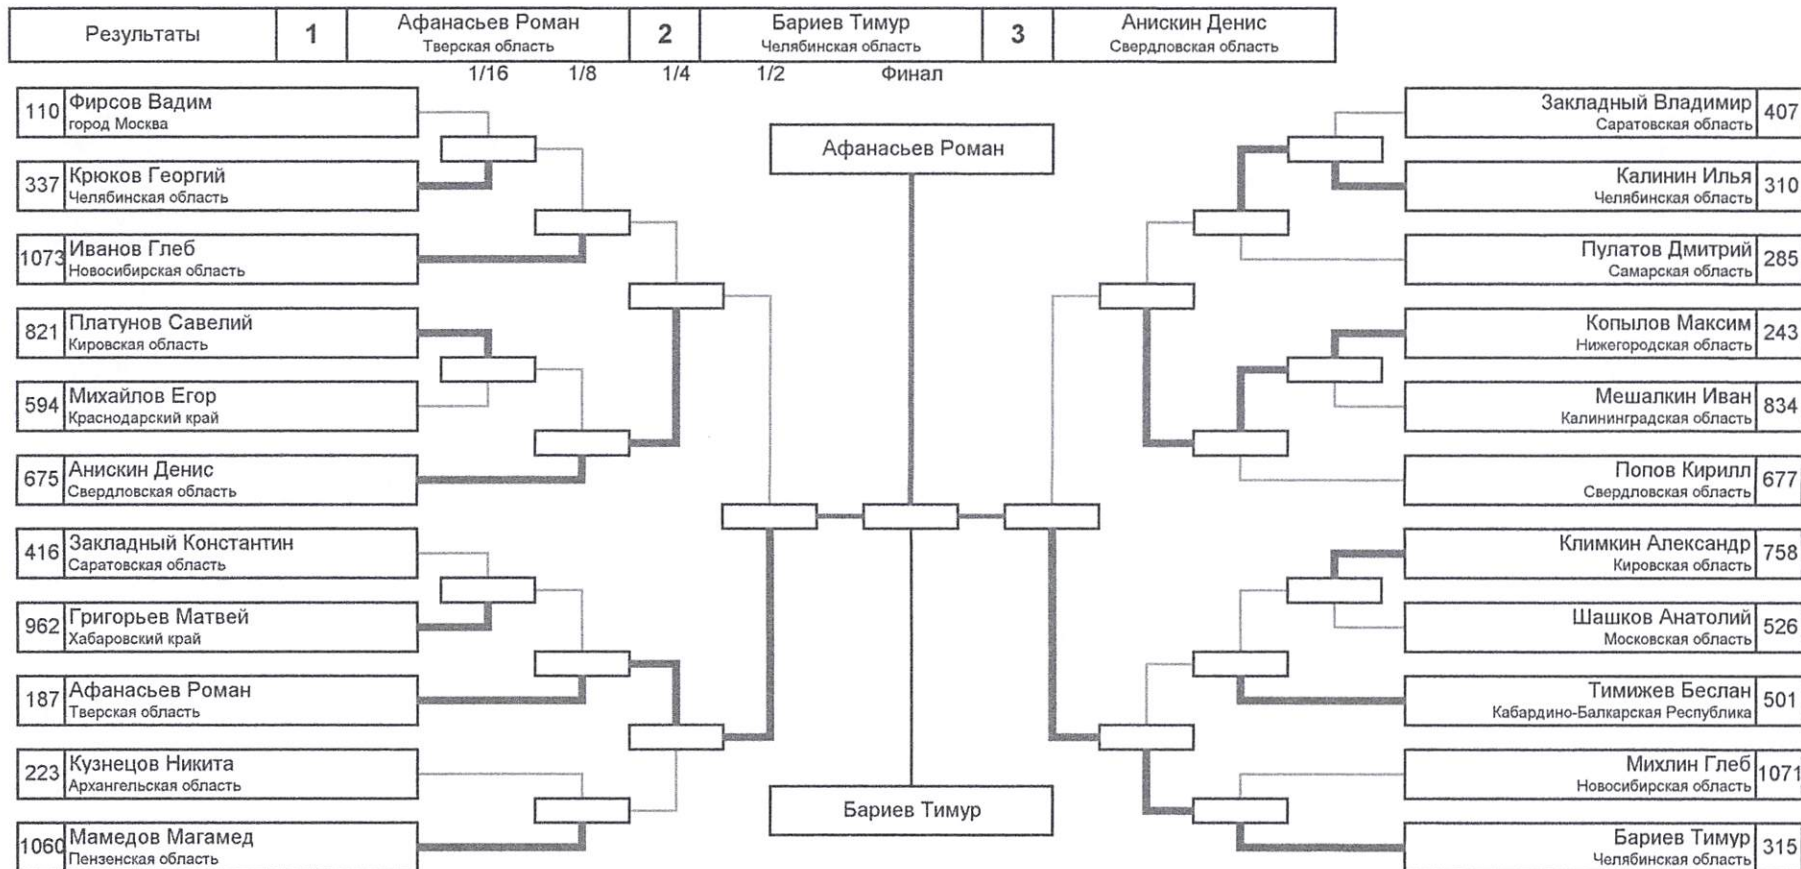 Результаты 1 Афанасьев Роман 2 Бариев Тимур 3 Анискин Денис
Тверская область Челябинская область Свердловская область
1/16 1/8 1/4 1/2 Финал
110 Фирсов Вадим
город Москва
337 Крюков Георгий
Челябинская область
1073 Иванов Глеб
Новосибирская область
821 Платунов Савелий
Кировская область
594 Михайлов Егор
Краснодарский край
675 Анискин Денис
Свердловская область
416 Закладный Константин
Саратовская область
962 Григорьев Матвей
Хабаровский край
187 Афанасьев Роман
Тверская область
223 Кузнецов Никита
Архангельская область
1060 Мамедов Магамед
Пензенская область
Афанасьев Роман
Бариев Тимур
Закладный Владимир 407
Саратовская область
Калинин Илья 310
Челябинская область
Пулатов Дмитрий 285
Самарская область
Копылов Максим 243
Нижегородская область
Мешалкин Иван 834
Калининградская область
Попов Кирилл 677
Свердловская область
Климкин Александр 758
Кировская область
Шашков Анатолий 526
Московская область
Тимижев Беслан 501
Кабардино-Балкарская Республика
Михлин Глеб 1071
Новосибирская область
Бариев Тимур 315
Челябинская область